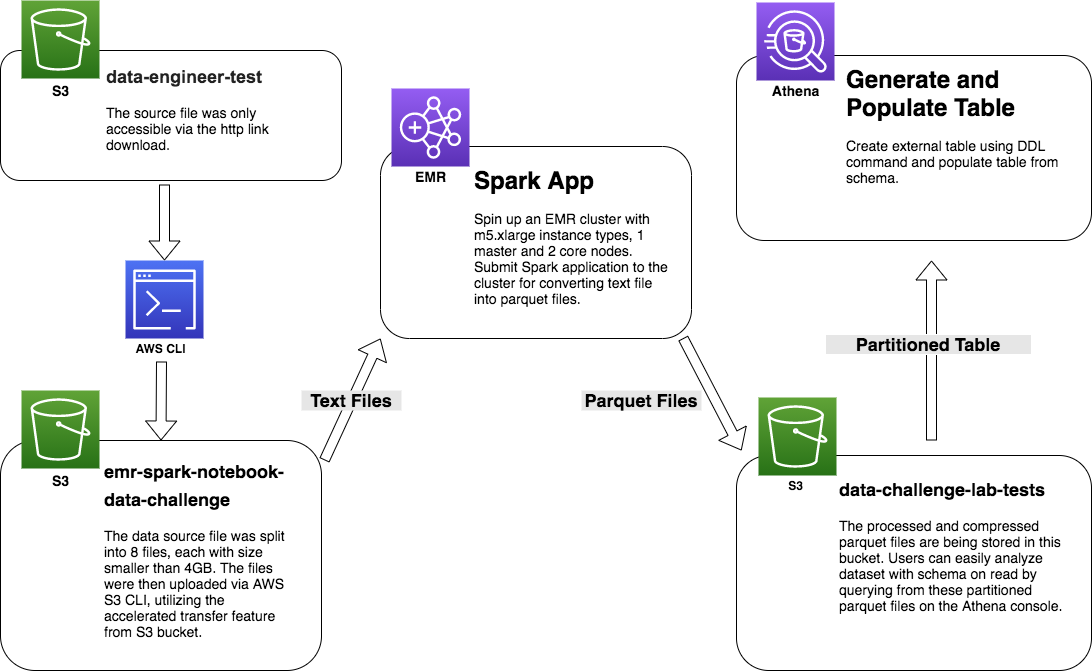 S3
data-engineer-test
The source file was only
accessible via the http link
download.
AWS CLI
S3
emr-spark-notebook-
data-challenge
The data source file was split
into 8 files, each with size
smaller than 4GB. The files
were then uploaded via AWS
S3 CLI, utilizing the
accelerated transfer feature
from S3 bucket.
Text Files
EMR
Spark App
Spin up an EMR cluster with
m5.xlarge instance types, 1
master and 2 core nodes.
Submit Spark application to the
cluster for converting text file
into parquet files.
Parquet Files
S3
data-challenge-lab-tests
The processed and compressed
parquet files are being stored in this
bucket. Users can easily analyze
dataset with schema on read by
querying from these partitioned
parquet files on the Athena console.
Partitioned Table
Athena
Generate and
Populate Table
Create external table using DDL
command and populate table from
schema.